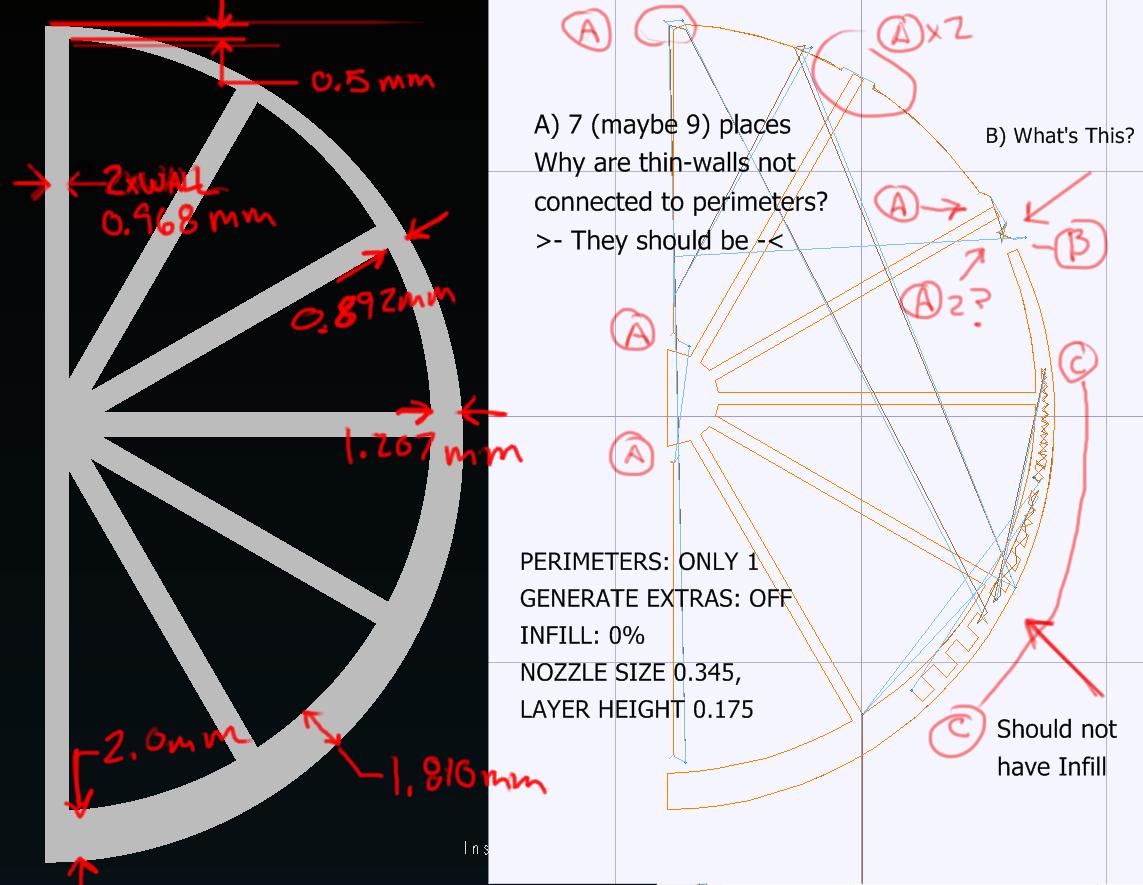 0.5 mm
2xWALL
0.968 mm
0.892mm
1.267 mm
2.0mm
1.810mm
Ins
A
A x2
A) 7 (maybe 9) places
Why are thin-walls not
connected to perimeters?
>- They should be -<
B) What's This?
A
B
A 2?
A
C
A
PERIMETERS: ONLY 1
GENERATE EXTRAS: OFF
INFILL: 0%
NOZZLE SIZE 0.345,
LAYER HEIGHT 0.175
C
Should not
have Infill